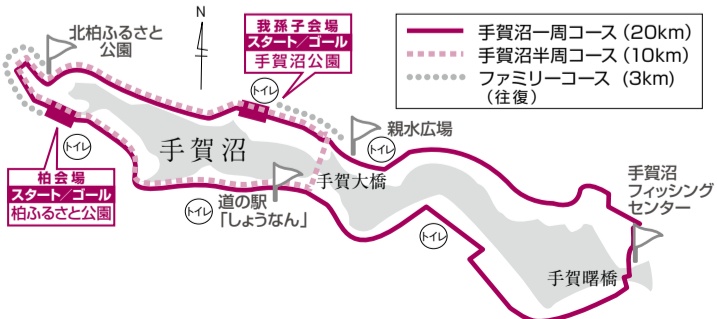 北柏ふるさと
公園
N
我孫子会場
スタート/ゴール
手賀沼公園
手賀沼一周コース（20km）
手賀沼半周コース（10km）
ファミリーコース （3km）
（往復）
トイレ
トイレ
手賀沼
親水広場
トイレ
柏会場
スタート/ゴール
柏ふるさと公園
手賀大橋
手賀沼
フィッシング
センター
トイレ
道の駅
「しょうなん」
トイレ
手賀曙橋